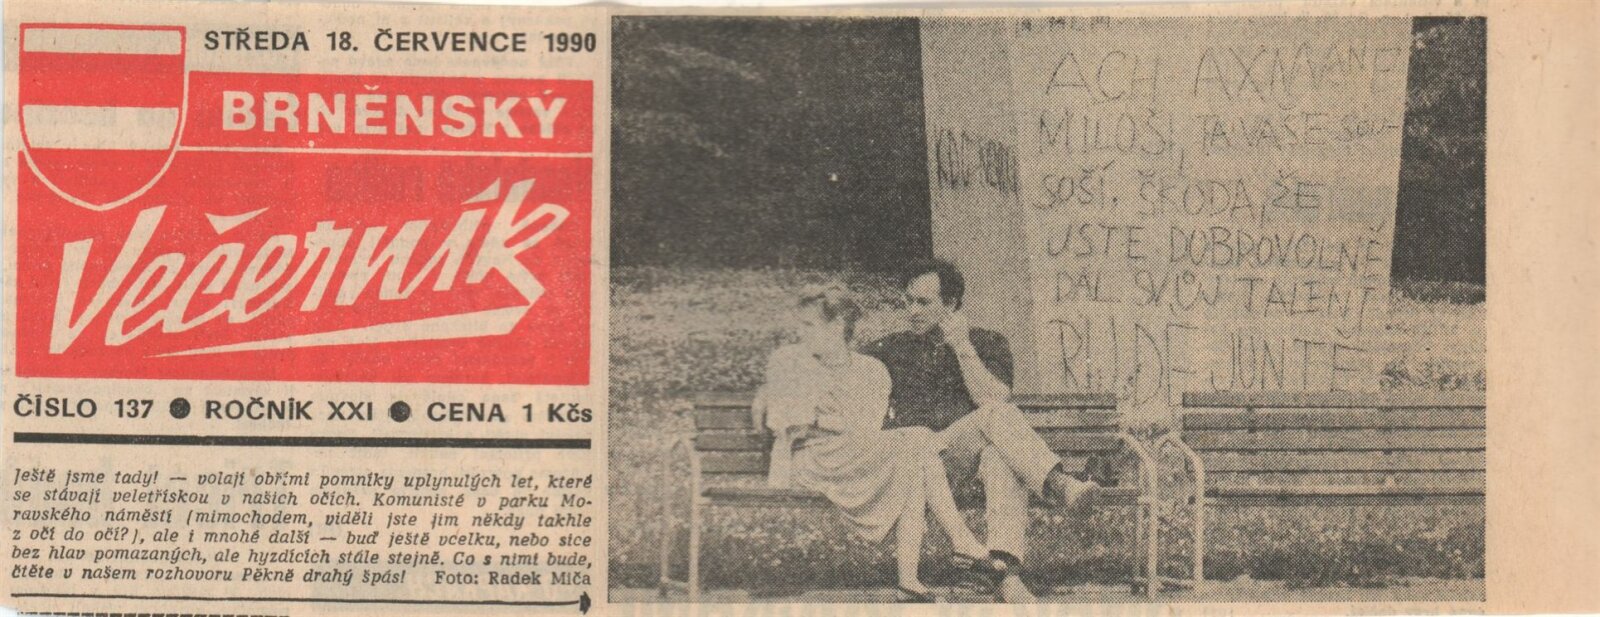 STŘEDA 18. ČERVENCE 1990
BRNĚNSKÝ
Večerník
ČÍSLO 137 ● ROČNÍK XXI ● CENA 1 Kčs
Ještě jsme tady! — volají obřími pomníky uplynulých let, které
se stávají veletřískou v našich očích. Komunisté v parku Mo-
ravského náměstí (mimochodem, viděli jste jim někdy takhle
z očí do očí?), ale i mnohé další — buď ještě vcelku, nebo sice
bez hlav pomazaných, ale hyzdících stále stejně. Co s nimi bude,
čtěte v našem rozhovoru Pěkně drahý špás! Foto: Radek Miča
ACH AXMANE
MILOŠI, TA VAŠE SOU-
SOŠÍ. ŠKODA, ŽE
JSTE DOBROVOLNĚ
DAL SVŮJ TALENT
RUDÉ JUNTĚ